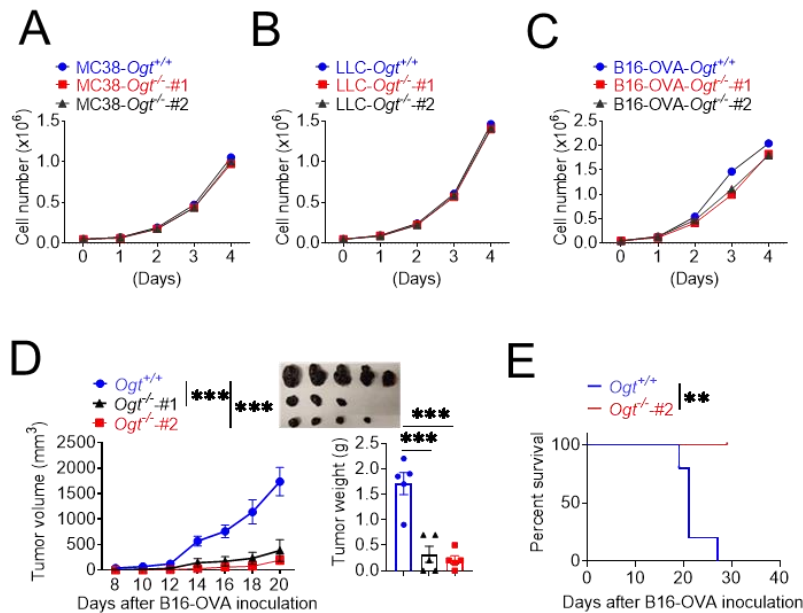 A
MC38-Ogt+/+
MC38-Ogt-/--#1
MC38-Ogt-/--#2
Cell number (x10⁶)
1.5
1.0
0.5
0.0
0 1 2 3 4
(Days)
B
LLC-Ogt+/+
LLC-Ogt-/--#1
LLC-Ogt-/--#2
Cell number (x10⁶)
1.5
1.0
0.5
0.0
0 1 2 3 4
(Days)
C
B16-OVA-Ogt+/+
B16-OVA-Ogt-/--#1
B16-OVA-Ogt-/--#2
Cell number (x10⁶)
2.5
2.0
1.5
1.0
0.5
0.0
0 1 2 3 4
(Days)
D
Ogt+/+
Ogt-/--#1
Ogt-/--#2
***
***
Tumor volume (mm³)
2500
2000
1500
1000
500
0
8 10 12 14 16 18 20
Days after B16-OVA inoculation
***
***
Tumor weight (g)
2.5
2.0
1.5
1.0
0.5
0.0
E
Ogt+/+
Ogt-/--#2
**
Percent survival
100
50
0
0 10 20 30 40
Days after B16-OVA inoculation